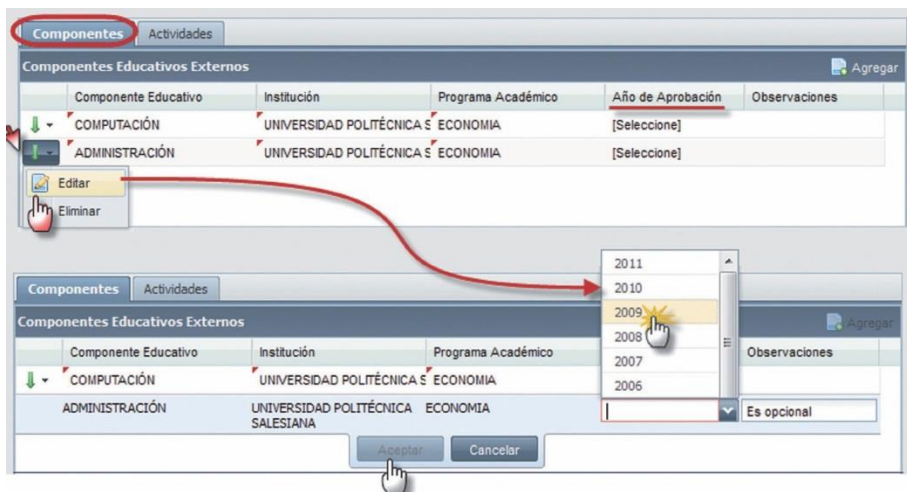 Componentes Actividades
Componentes Educativos Externos Agregar
Componente Educativo Institución Programa Académico Año de Aprobación Observaciones
COMPUTACIÓN UNIVERSIDAD POLITÉCNICA S ECONOMIA [Seleccione]
ADMINISTRACIÓN UNIVERSIDAD POLITÉCNICA S ECONOMIA [Seleccione]
Editar
Eliminar
2011
Componentes Actividades 2010
Componentes Educativos Externos 2009 Agregar
2008
Componente Educativo Institución Programa Académico Observaciones
2007
COMPUTACIÓN UNIVERSIDAD POLITÉCNICA S ECONOMIA
2006
ADMINISTRACIÓN UNIVERSIDAD POLITÉCNICA ECONOMIA Es opcional
SALESIANA
Aceptar Cancelar